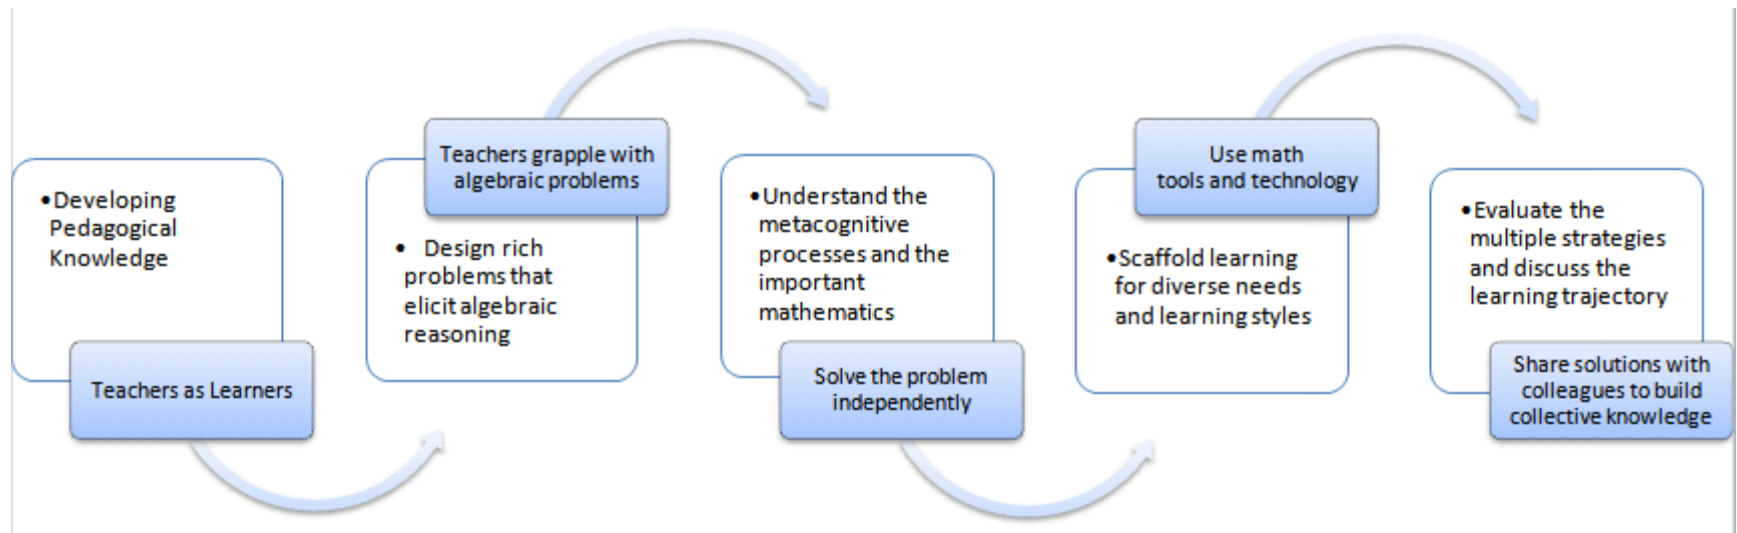 •Developing
Pedagogical
Knowledge
Teachers as Learners
Teachers grapple with
algebraic problems
• Design rich
problems that
elicit algebraic
reasoning
•Understand the
metacognitive
processes and the
important
mathematics
Solve the problem
independently
Use math
tools and technology
•Scaffold learning
for diverse needs
and learning styles
•Evaluate the
multiple strategies
and discuss the
learning trajectory
Share solutions with
colleagues to build
collective knowledge